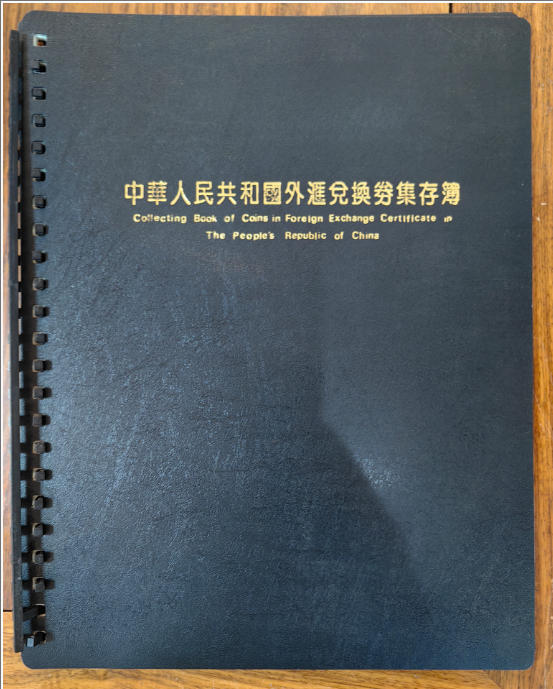 中華人民共和國外滙兌換券集存簿
Collecting Book of Coins in Foreign Exchange Certificate in
The People's Republic of China